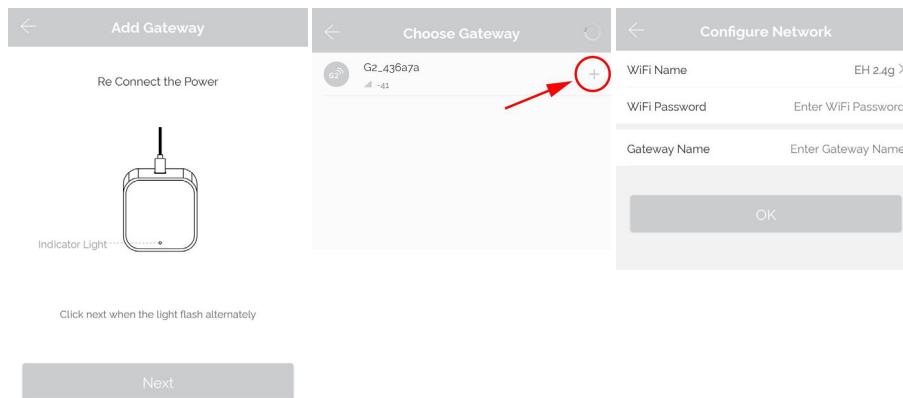 Add Gateway
Re Connect the Power
Indicator Light
Click next when the light flash alternately
Next
Choose Gateway
G2
G2_436a7a
-41
Configure Network
WiFi Name
EH 2.4g >
WiFi Password
Enter WiFi Password
Gateway Name
Enter Gateway Name
OK